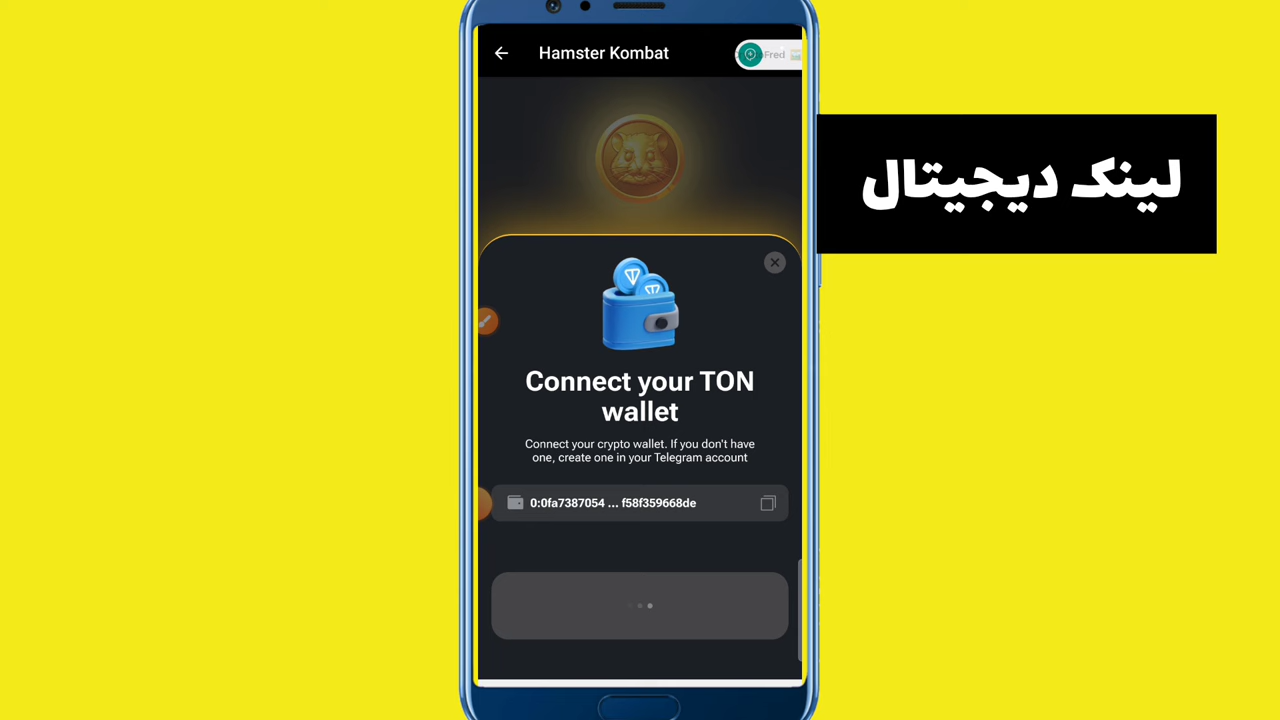 Hamster Kombat
Fred
لینک دیجیتال
Connect your TON
wallet
Connect your crypto wallet. If you don't have
one, create one in your Telegram account
0:0fa7387054 ... f58f359668de